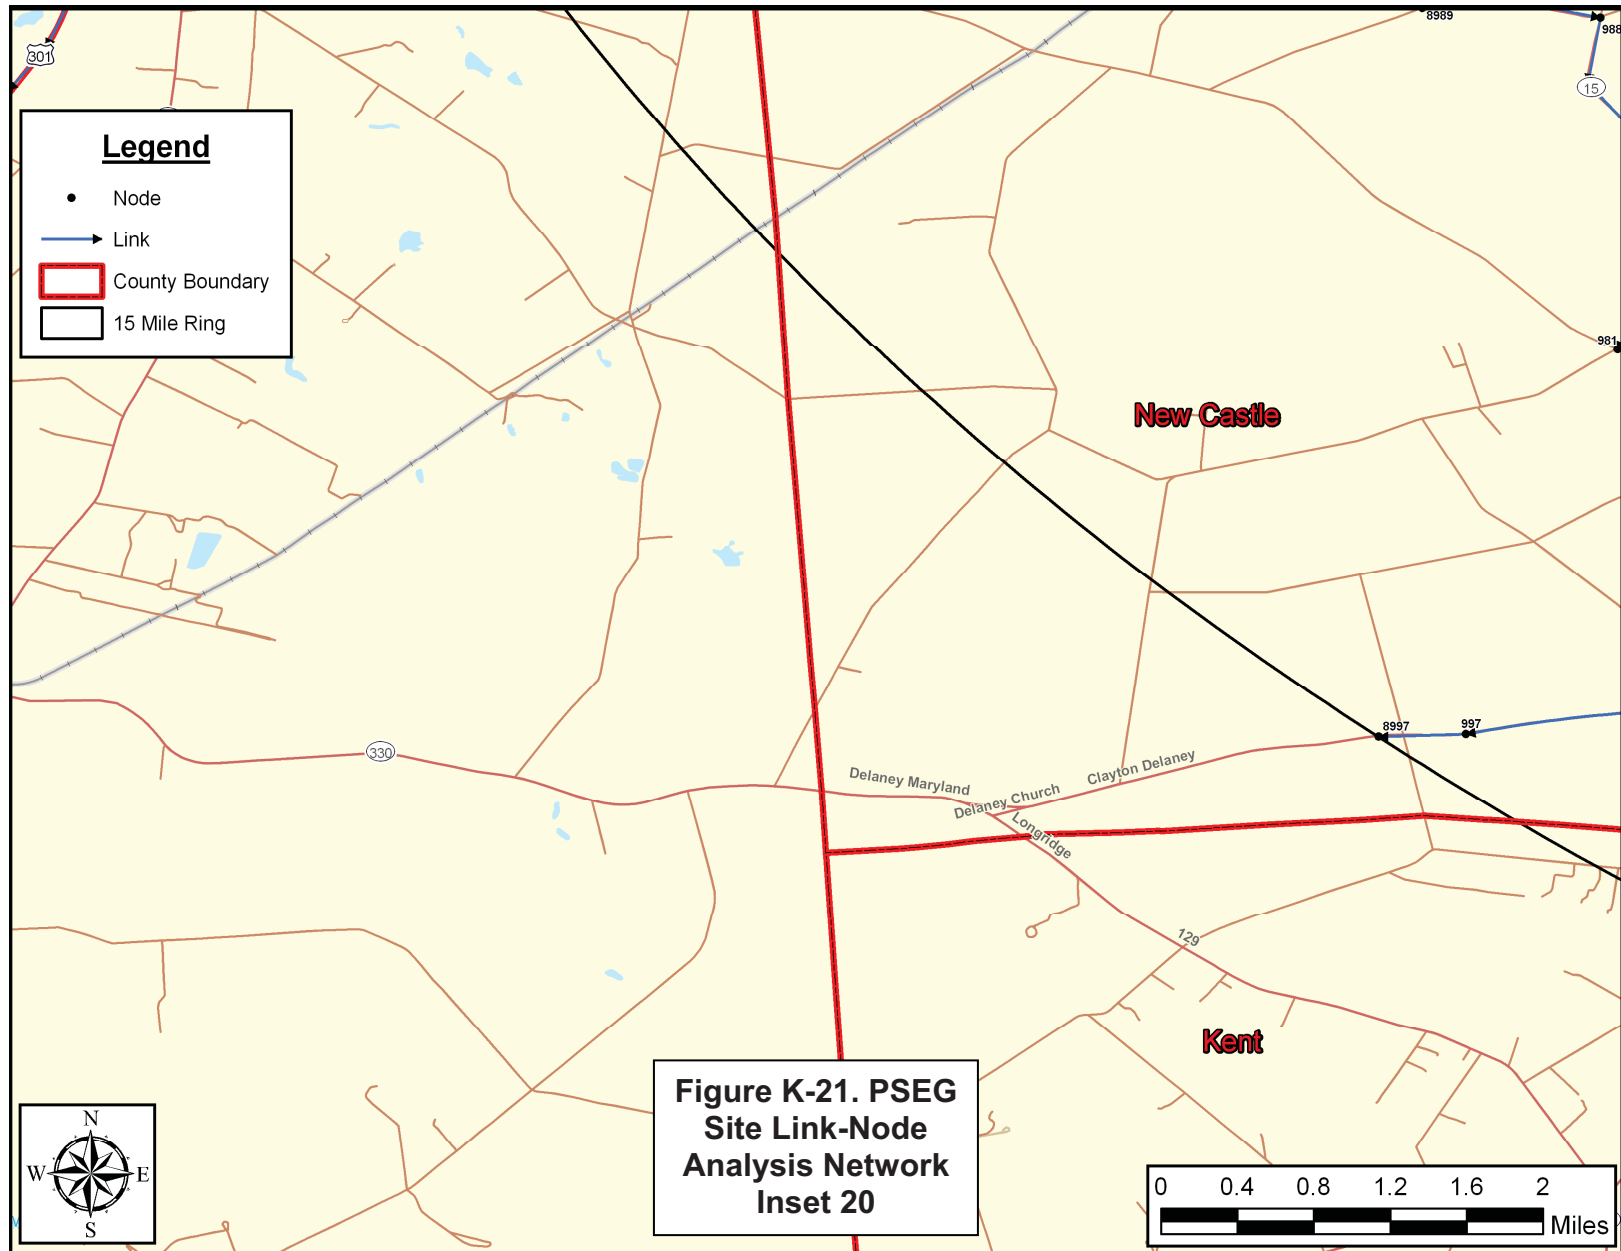 8989
988
301
15
Legend
Node
Link
County Boundary
15 Mile Ring
981
New Castle
8997
997
330
Clayton Delaney
Delaney Maryland
Delaney Church
Longridge
129
Kent
Figure K-21. PSEG
Site Link-Node
Analysis Network
Inset 20
N
W E
S
0 0.4 0.8 1.2 1.6 2
Miles